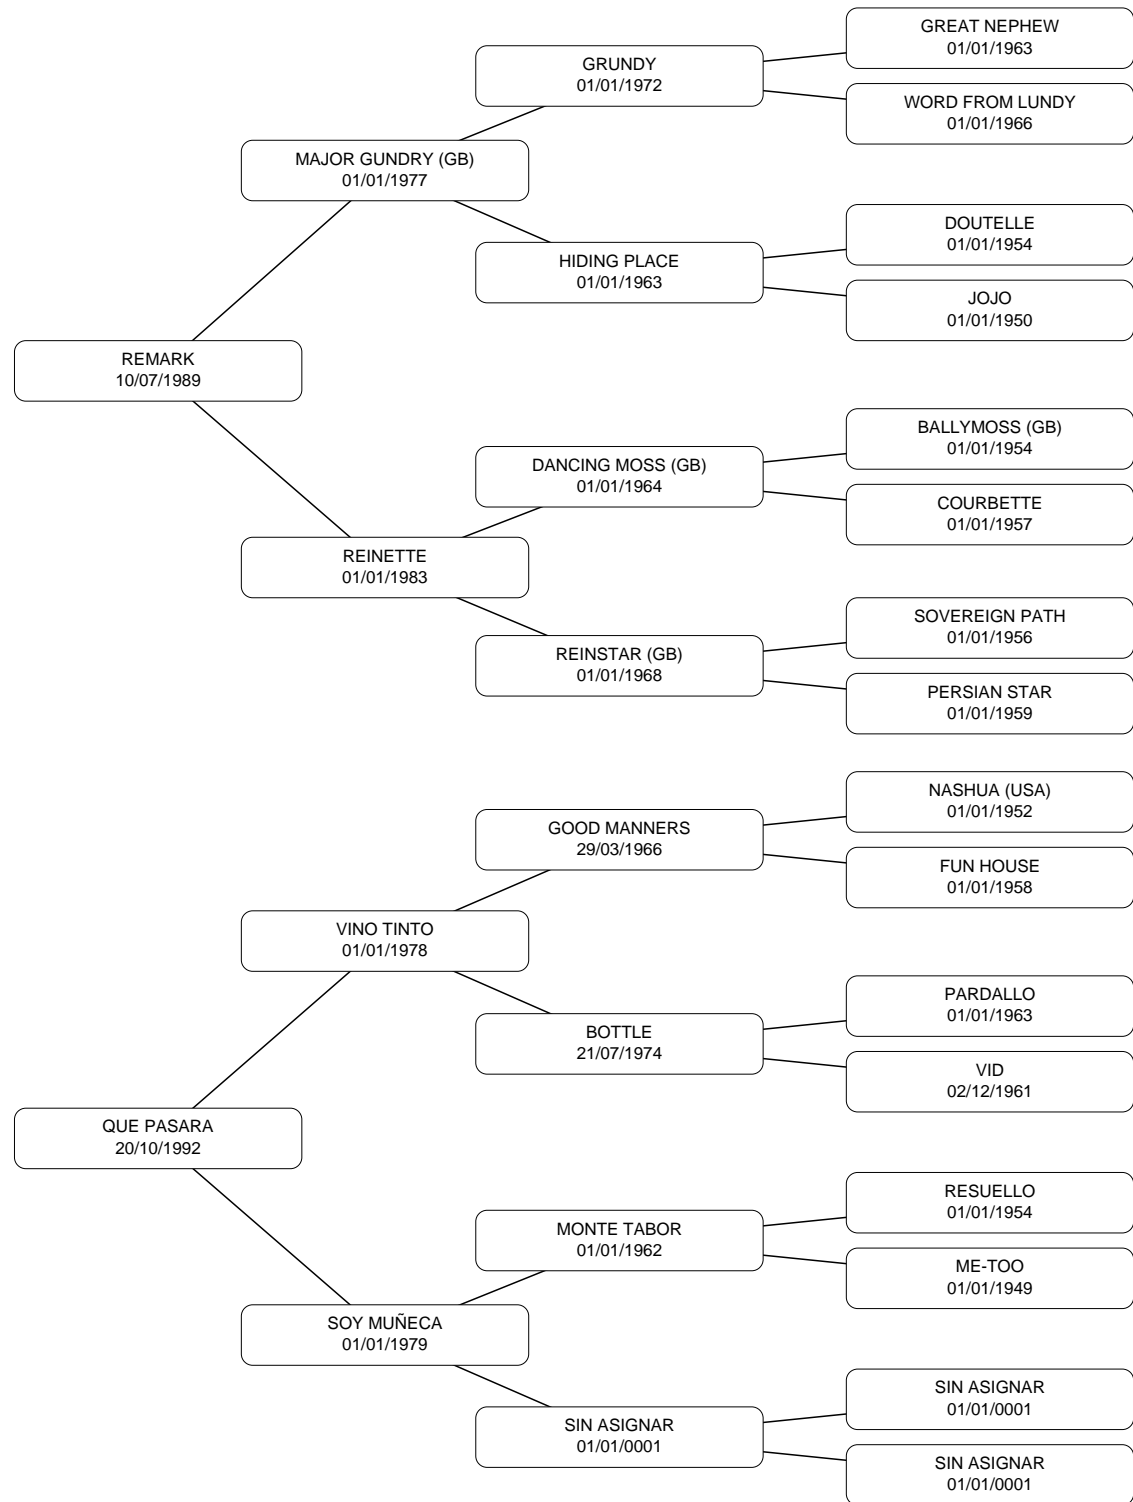 GREAT NEPHEW
01/01/1963
GRUNDY
01/01/1972
WORD FROM LUNDY
01/01/1966
MAJOR GUNDRY (GB)
01/01/1977
DOUTELLE
01/01/1954
HIDING PLACE
01/01/1963
JOJO
01/01/1950
REMARK
10/07/1989
BALLYMOSS (GB)
01/01/1954
DANCING MOSS (GB)
01/01/1964
COURBETTE
01/01/1957
REINETTE
01/01/1983
SOVEREIGN PATH
01/01/1956
REINSTAR (GB)
01/01/1968
PERSIAN STAR
01/01/1959
NASHUA (USA)
01/01/1952
GOOD MANNERS
29/03/1966
FUN HOUSE
01/01/1958
VINO TINTO
01/01/1978
PARDALLO
01/01/1963
BOTTLE
21/07/1974
VID
02/12/1961
QUE PASARA
20/10/1992
RESUELLO
01/01/1954
MONTE TABOR
01/01/1962
ME-TOO
01/01/1949
SOY MUÑECA
01/01/1979
SIN ASIGNAR
01/01/0001
SIN ASIGNAR
01/01/0001
SIN ASIGNAR
01/01/0001